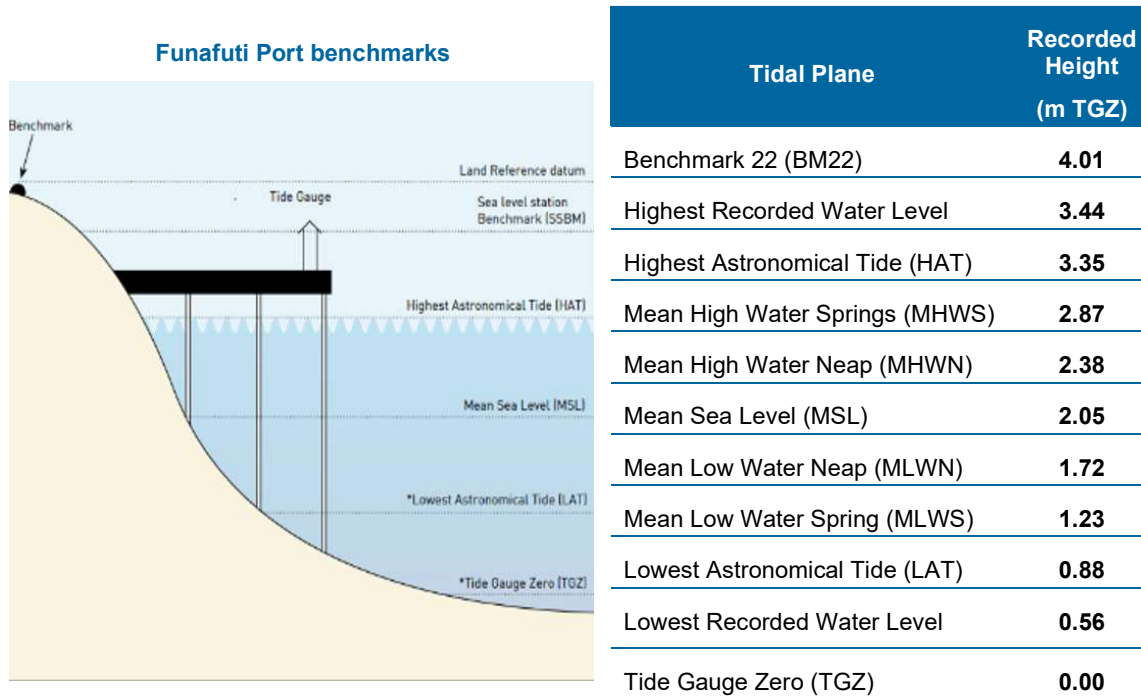 Funafuti Port benchmarks
Benchmark
Land Reference datum
Tide Gauge
Sea level station
Benchmark (SSBM)
Highest Astronomical Tide (HAT)
Mean Sea Level (MSL)
*Lowest Astronomical Tide (LAT)
*Tide Gauge Zero (TGZ)
Tidal Plane
Recorded
Height
(m TGZ)
Benchmark 22 (BM22) 4.01
Highest Recorded Water Level 3.44
Highest Astronomical Tide (HAT) 3.35
Mean High Water Springs (MHWS) 2.87
Mean High Water Neap (MHWN) 2.38
Mean Sea Level (MSL) 2.05
Mean Low Water Neap (MLWN) 1.72
Mean Low Water Spring (MLWS) 1.23
Lowest Astronomical Tide (LAT) 0.88
Lowest Recorded Water Level 0.56
Tide Gauge Zero (TGZ) 0.00